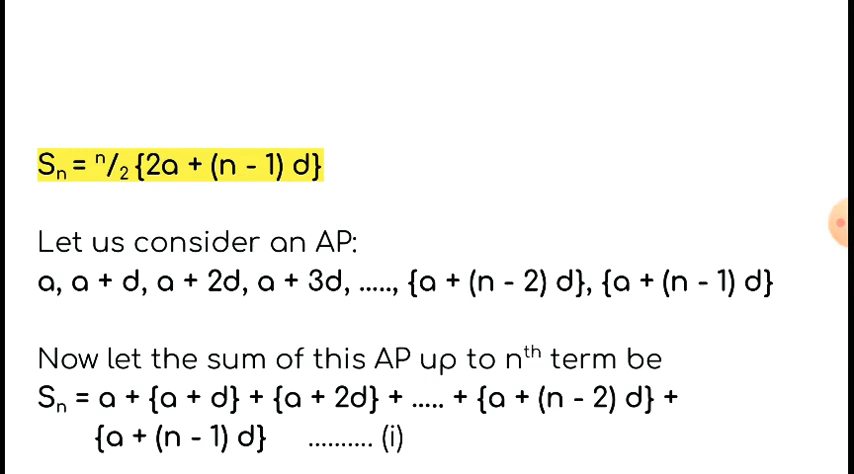 Sₙ = ⁿ/₂ {2a + (n - 1) d}
Let us consider an AP:
a, a + d, a + 2d, a + 3d, ....., {a + (n - 2) d}, {a + (n - 1) d}
Now let the sum of this AP up to nᵗʰ term be
Sₙ = a + {a + d} + {a + 2d} + ..... + {a + (n - 2) d} +
{a + (n - 1) d} .......... (i)